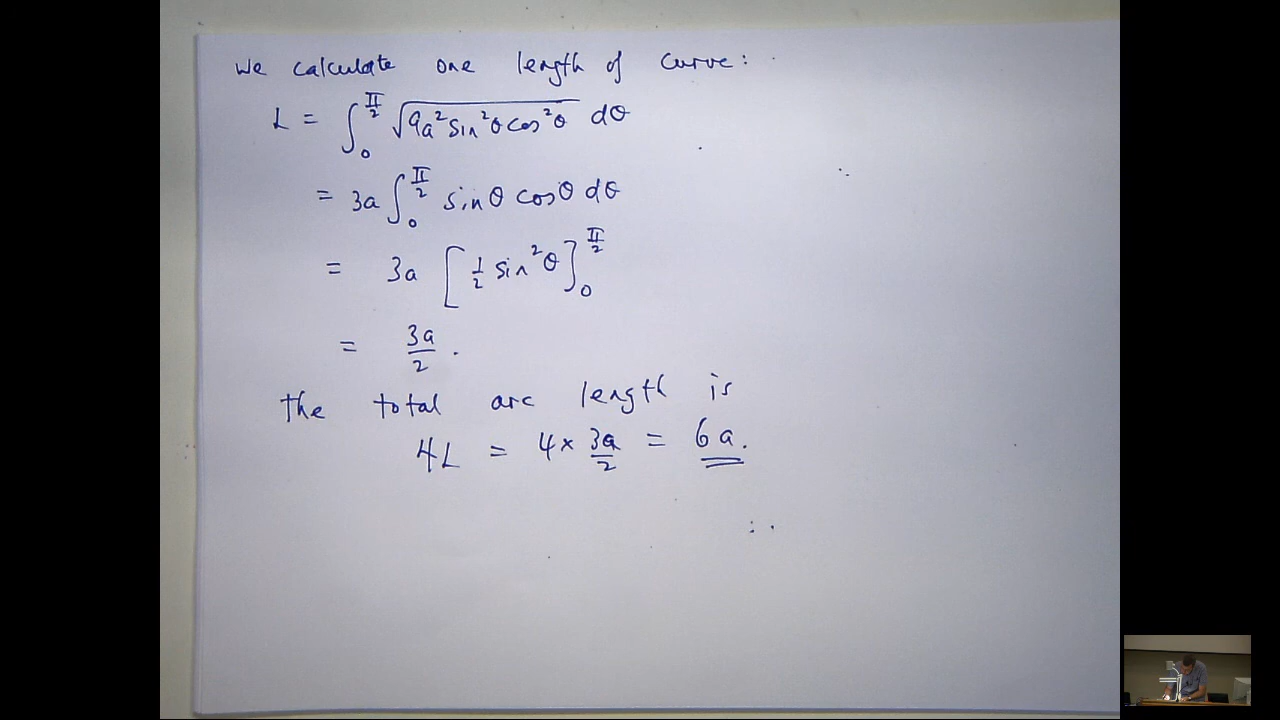 We calculate one length of curve:
L = ∫₀^{π/2} √(9a² sin²θ cos²θ) dθ
= 3a ∫₀^{π/2} sinθ cosθ dθ
= 3a [½ sin²θ]₀^{π/2}
= 3a/2 .
the total arc length is
4L = 4 × 3a/2 = 6a.